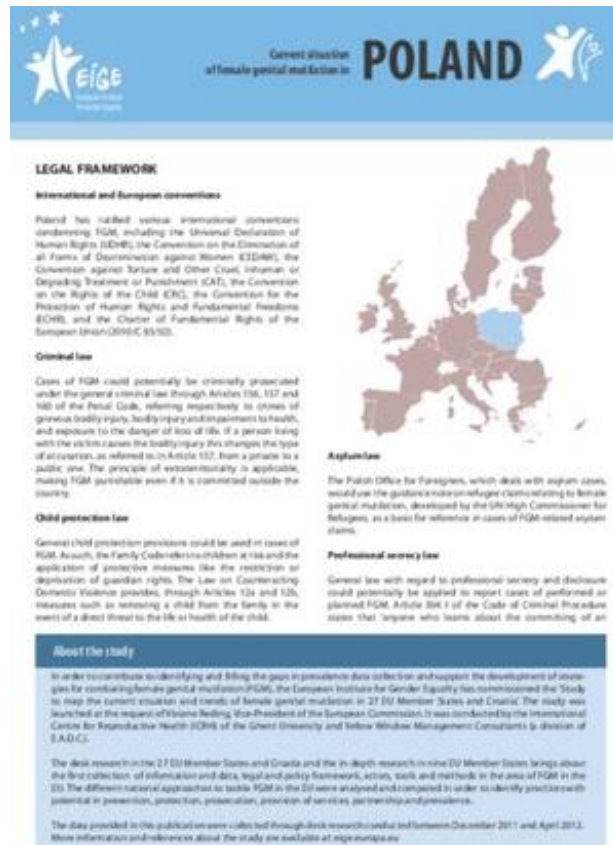 EIGE
European Institute
for Gender Equality
Current situation
of female genital mutilation in
POLAND
LEGAL FRAMEWORK
International and European conventions
Poland has ratified various international conventions
condemning FGM, including the Universal Declaration of
Human Rights (UDHR), the Convention on the Elimination of
all Forms of Discrimination against Women (CEDAW), the
Convention against Torture and Other Cruel, Inhuman or
Degrading Treatment or Punishment (CAT), the Convention
on the Rights of the Child (CRC), the Convention for the
Protection of Human Rights and Fundamental Freedoms
(ECHR), and the Charter of Fundamental Rights of the
European Union (2010/C 83/02).
Criminal law
Cases of FGM could potentially be criminally prosecuted
under the general criminal law through Articles 156, 157 and
160 of the Penal Code, referring respectively to crimes of
grievous bodily injury, bodily injury and impairment to health,
and exposure to the danger of loss of life. If a person living
with the victim causes the bodily injury this changes the type
of accusation, as referred to in Article 157, from a private to a
public one. The principle of extraterritoriality is applicable,
making FGM punishable even if it is committed outside the
country.
Child protection law
General child protection provisions could be used in cases of
FGM. As such, the Family Code refers to children at risk and the
application of protective measures like the restriction or
deprivation of guardian rights. The Law on Counteracting
Domestic Violence provides, through Articles 12a and 12b,
measures such as removing a child from the family in the
event of a direct threat to the life or health of the child.
Asylum law
The Polish Office for Foreigners, which deals with asylum cases,
would use the guidance note on refugee claims relating to female
genital mutilation, developed by the UN High Commissioner for
Refugees, as a basis for reference in cases of FGM-related asylum
claims.
Professional secrecy law
General law with regard to professional secrecy and disclosure
could potentially be applied to report cases of performed or
planned FGM. Article 304.1 of the Code of Criminal Procedure
states that 'anyone who learns about the committing of an
About the study
In order to contribute to identifying and filling the gaps in prevalence data collection and support the development of strate-
gies for combating female genital mutilation (FGM), the European Institute for Gender Equality has commissioned the 'Study
to map the current situation and trends of female genital mutilation in 27 EU Member States and Croatia'. The study was
launched at the request of Viviane Reding, Vice-President of the European Commission. It was conducted by the International
Centre for Reproductive Health (ICRH) of the Ghent University and Yellow Window Management Consultants (a division of
E.A.D.C.).
The desk research in the 27 EU Member States and Croatia and the in-depth research in nine EU Member States brings about
the first collection of information and data, legal and policy framework, actors, tools and methods in the area of FGM in the
EU. The different national approaches to tackle FGM in the EU were analysed and compared in order to identify practices with
potential in prevention, protection, prosecution, provision of services, partnership and prevalence.
The data provided in this publication were collected through desk research conducted between December 2011 and April 2012.
More information and references about the study are available at: eige.europa.eu